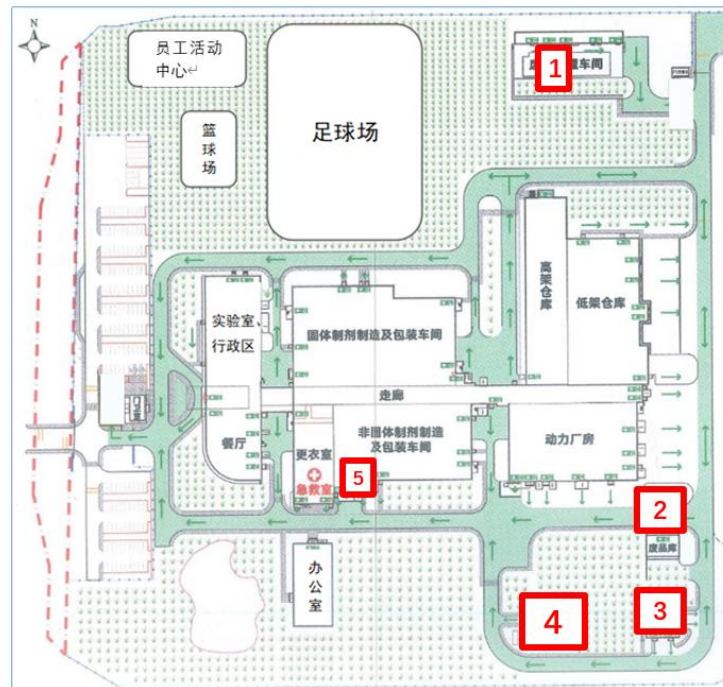 N
员工活动
中心↵
1
车间
足球场
篮
球
场
高架仓库
低架仓库
实验室、
行政区
固体制剂制造及包装车间
走廊
餐厅
更衣室
急救室
非固体制剂制造
及包装车间
5
动力厂房
2
废品库
办
公
室
4
3